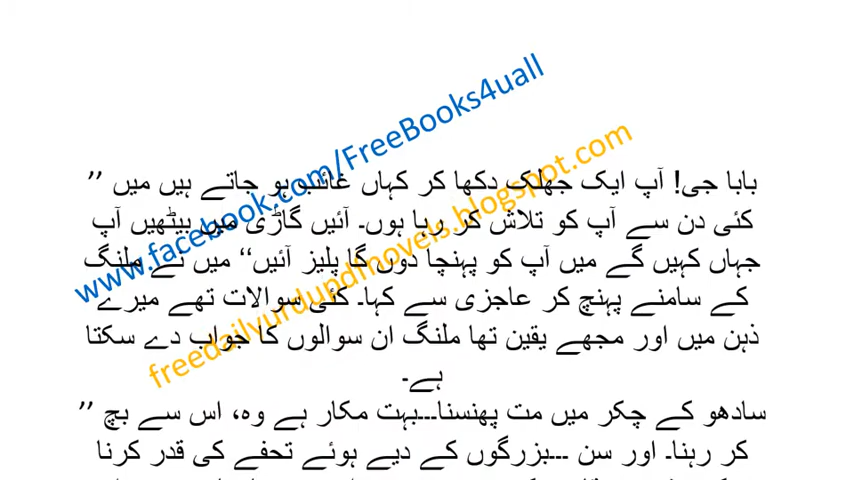 www.facebook.com/FreeBooks4uall
freedailyurdundfnovels.blogspot.com
بابا جی! آپ ایک جھلک دکھا کر کہاں غائب ہو جاتے ہیں میں ’’
کئی دن سے آپ کو تلاش کر رہا ہوں۔ آئیں گاڑی میں بیٹھیں آپ
جہاں کہیں گے میں آپ کو پہنچا دوں گا پلیز آئیں‘‘ میں نے ملنگ
کے سامنے پہنچ کر عاجزی سے کہا۔ کئی سوالات تھے میرے
ذہن میں اور مجھے یقین تھا ملنگ ان سوالوں کا جواب دے سکتا
ہے۔
سادھو کے چکر میں مت پھنسنا۔۔۔بہت مکار ہے وہ، اس سے بچ ’’
کر رہنا۔ اور سن ۔۔۔بزرگوں کے دیے ہوئے تحفے کی قدر کرنا